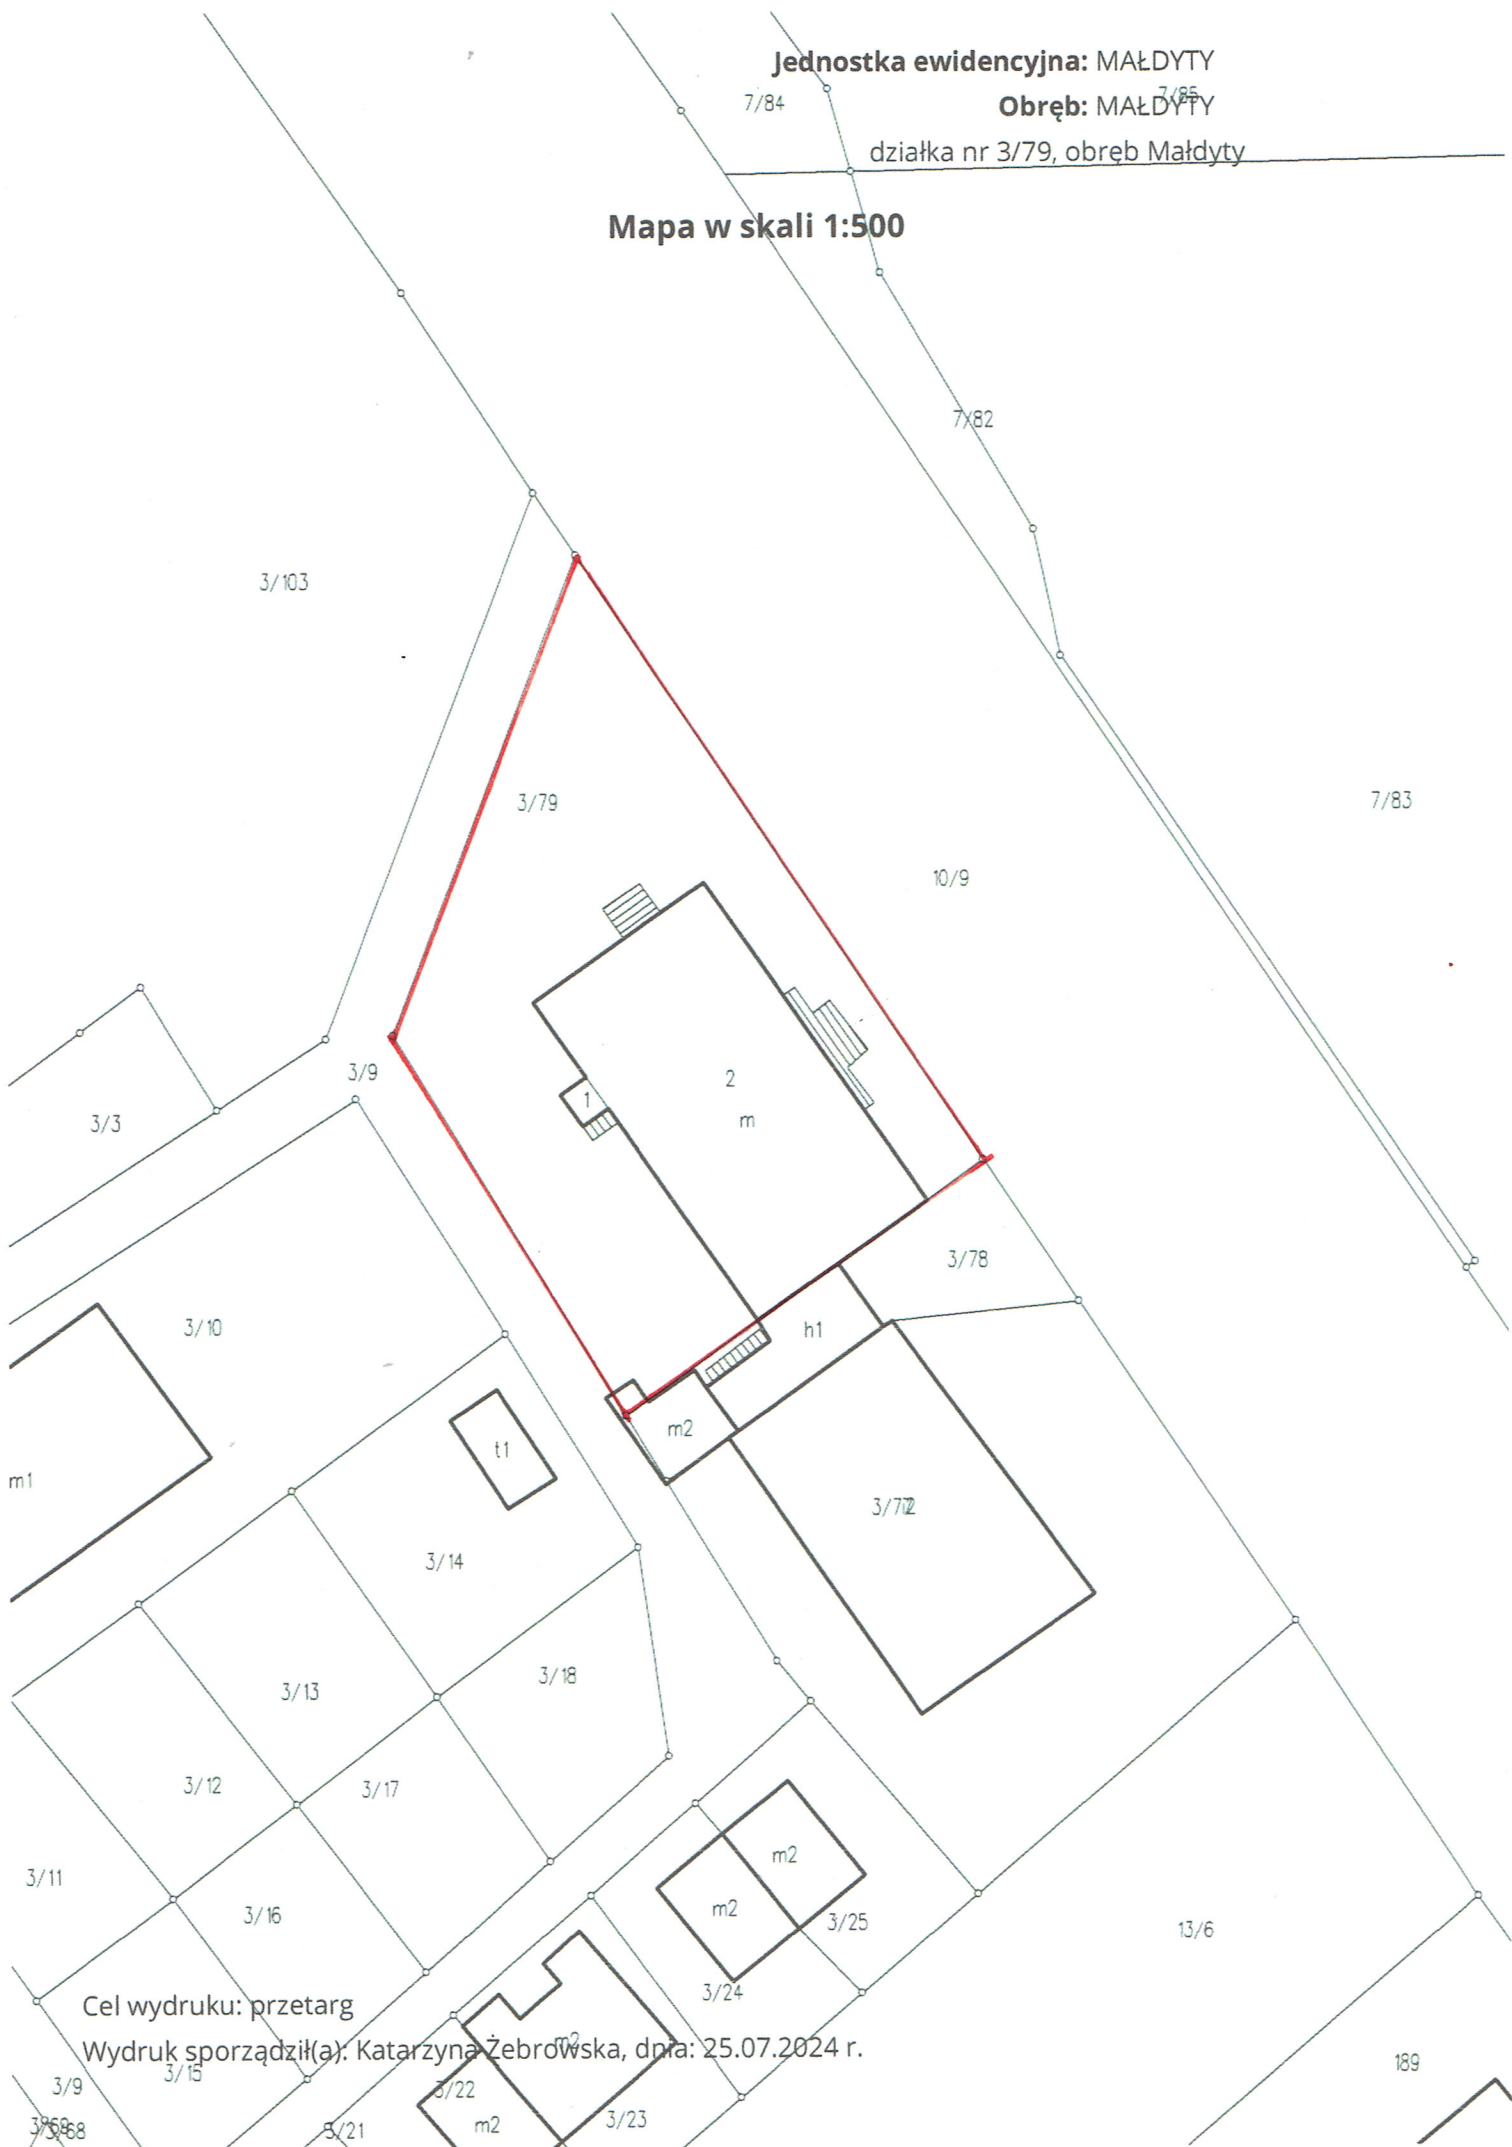 Jednostka ewidencyjna: MAŁDYTY
7/84
7/85
Obręb: MAŁDYTY
działka nr 3/79, obręb Małdyty
Mapa w skali 1:500
7/82
3/103
3/79
7/83
10/9
3/9
2
1
3/3
m
3/78
3/10
h1
m2
t1
m1
3/14
3/18
3/13
3/12
3/17
m2
3/11
m2
3/16
3/25
13/6
3/24
Cel wydruku: przetarg
m2
Wydruk sporządził(a): Katarzyna Żebrowska, dnia: 25.07.2024 r.
189
3/15
3/9
3/22
3/23
m2